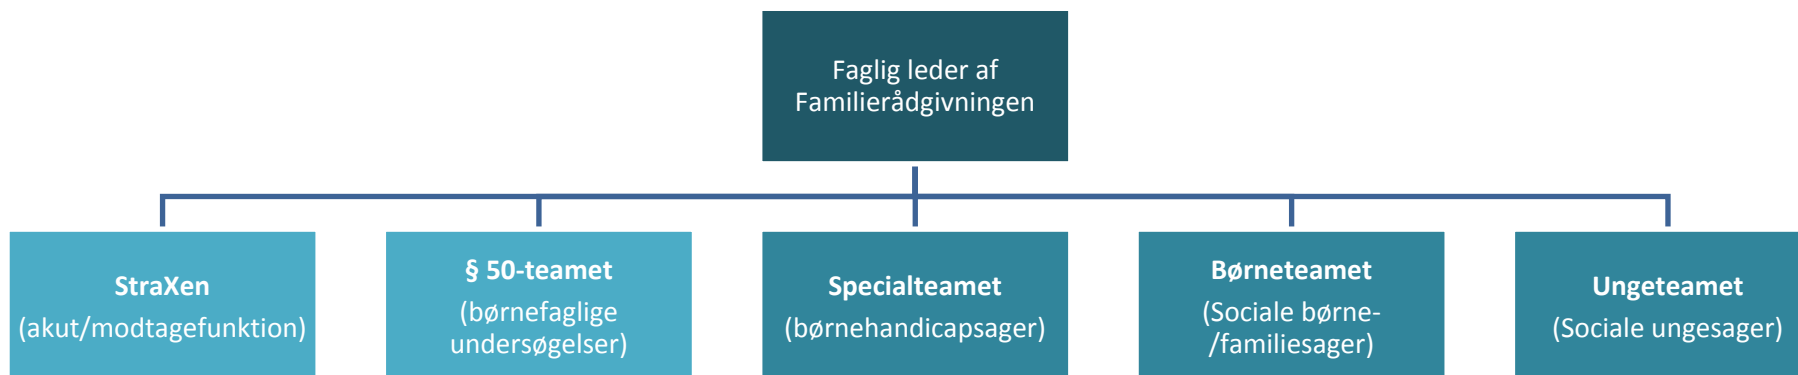 Faglig leder af
Familierådgivningen
StraXen
(akut/modtagefunktion)
§ 50-teamet
(børnefaglige
undersøgelser)
Specialteamet
(børnehandicapsager)
Børneteamet
(Sociale børne-
/familiesager)
Ungeteamet
(Sociale ungesager)